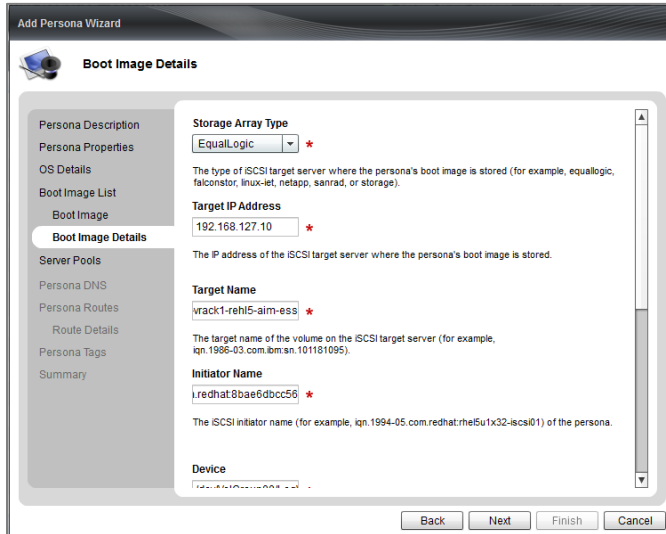 Add Persona Wizard
Boot Image Details
Persona Description
Persona Properties
OS Details
Boot Image List
Boot Image
Boot Image Details
Server Pools
Persona DNS
Persona Routes
Route Details
Persona Tags
Summary
Storage Array Type
EqualLogic *
The type of iSCSI target server where the persona's boot image is stored (for example, equallogic,
falconstor, linux-iet, netapp, sanrad, or storage).
Target IP Address
192.168.127.10 *
The IP address of the iSCSI target server where the persona's boot image is stored.
Target Name
vrack1-rehl5-aim-ess *
The target name of the volume on the iSCSI target server (for example,
iqn.1986-03.com.ibm:sn.101181095).
Initiator Name
.redhat:8bae6dbcc56 *
The iSCSI initiator name (for example, iqn.1994-05.com.redhat:rhel5u1x32-iscsi01) of the persona.
Device
Back Next Finish Cancel